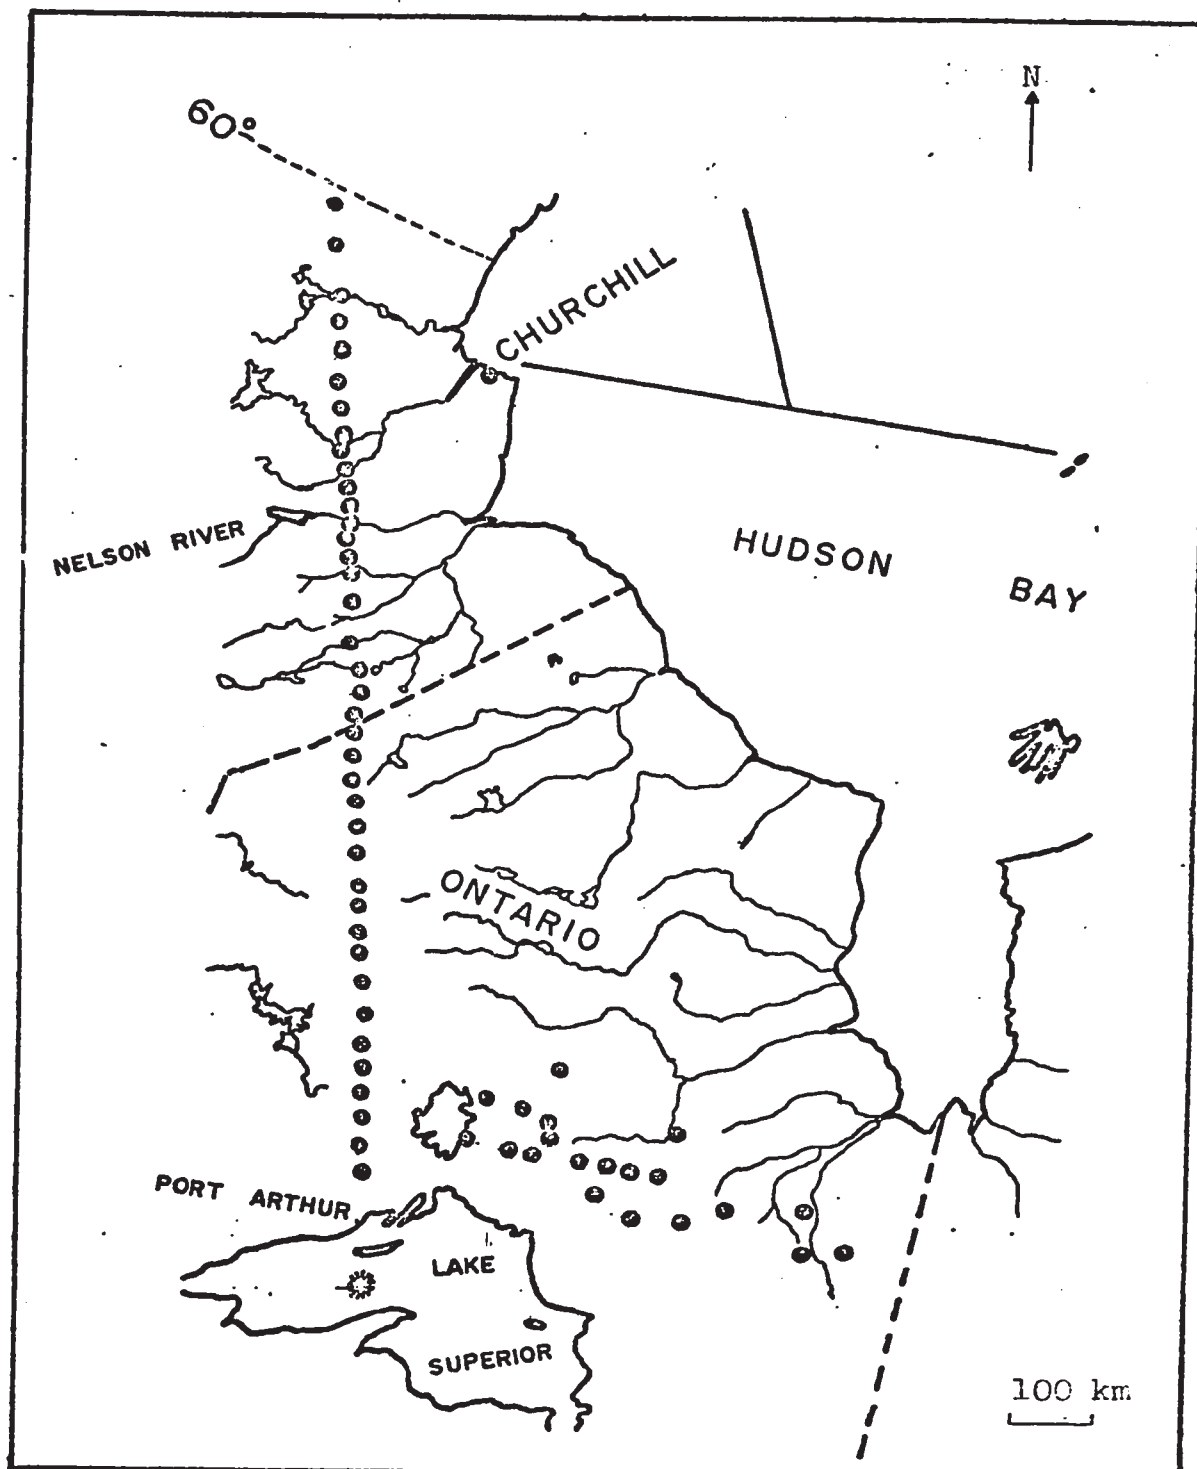 N
60°
CHURCHILL
NELSON RIVER
HUDSON BAY
ONTARIO
PORT ARTHUR
LAKE
SUPERIOR
100 km